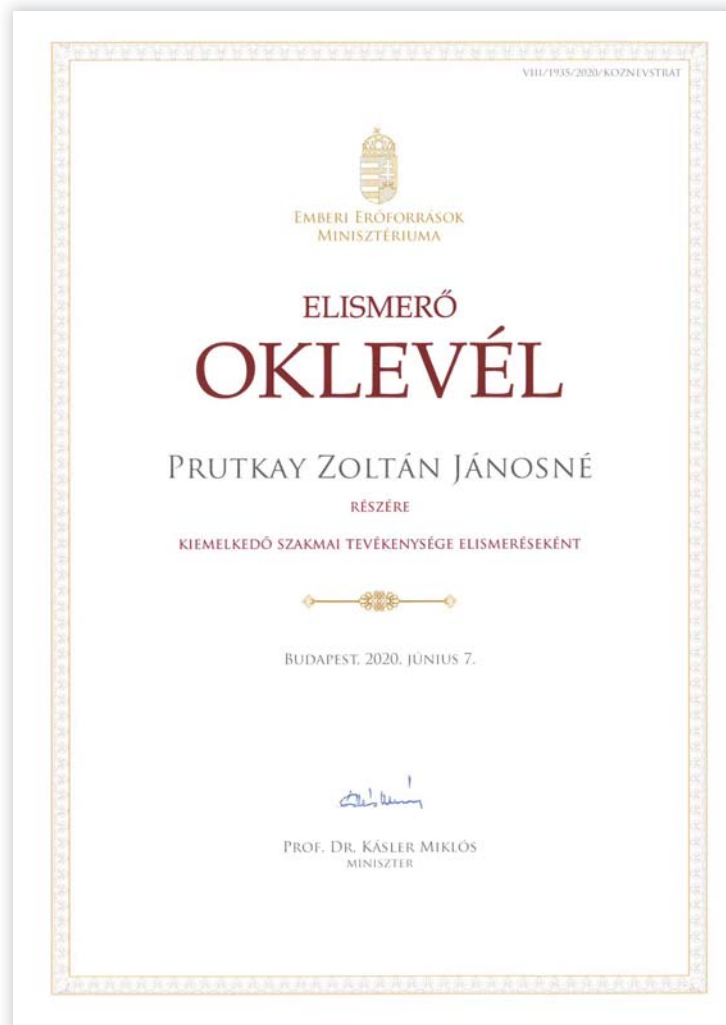 VIII/1935/2020/KOZNEVSTRAT
EMBERI ERŐFORRÁSOK
MINISZTÉRIUMA
ELISMERŐ
OKLEVÉL
PRUTKAY ZOLTÁN JÁNOSNÉ
RÉSZÉRE
KIEMELKEDŐ SZAKMAI TEVÉKENYSÉGE ELISMERÉSEKÉNT
BUDAPEST, 2020. JÚNIUS 7.
PROF. DR. KÁSLER MIKLÓS
MINISZTER